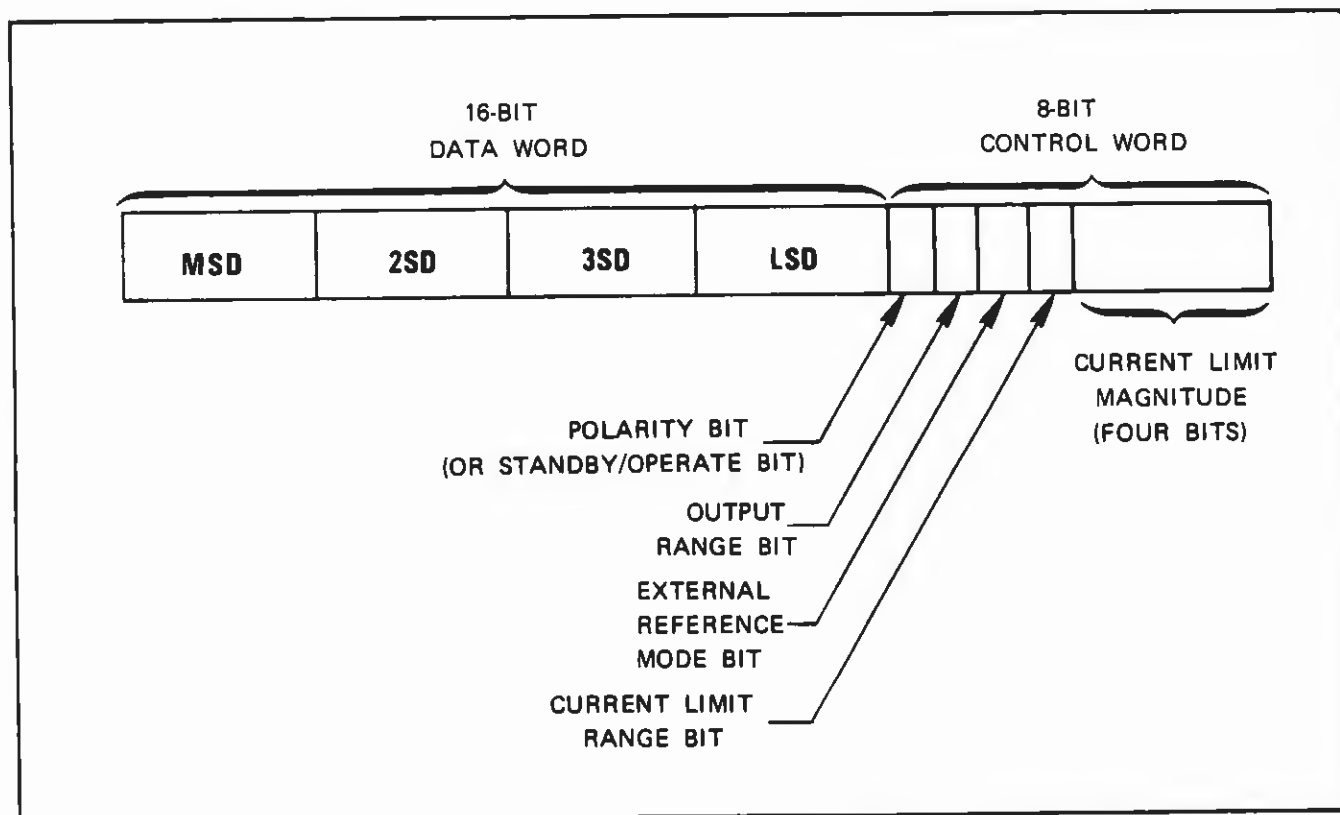 16-BIT
DATA WORD
8-BIT
CONTROL WORD
MSD
2SD
3SD
LSD
POLARITY BIT
(OR STANDBY/OPERATE BIT)
OUTPUT
RANGE BIT
EXTERNAL
REFERENCE
MODE BIT
CURRENT LIMIT
RANGE BIT
CURRENT LIMIT
MAGNITUDE
(FOUR BITS)